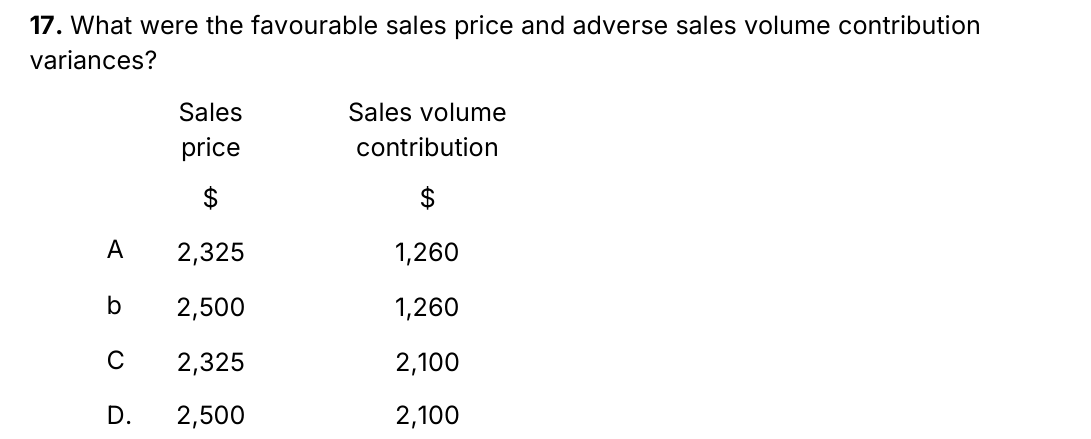 17. What were the favourable sales price and adverse sales volume contribution
variances?
Sales Sales volume
price contribution
$ $
A 2,325 1,260
b 2,500 1,260
C 2,325 2,100
D. 2,500 2,100